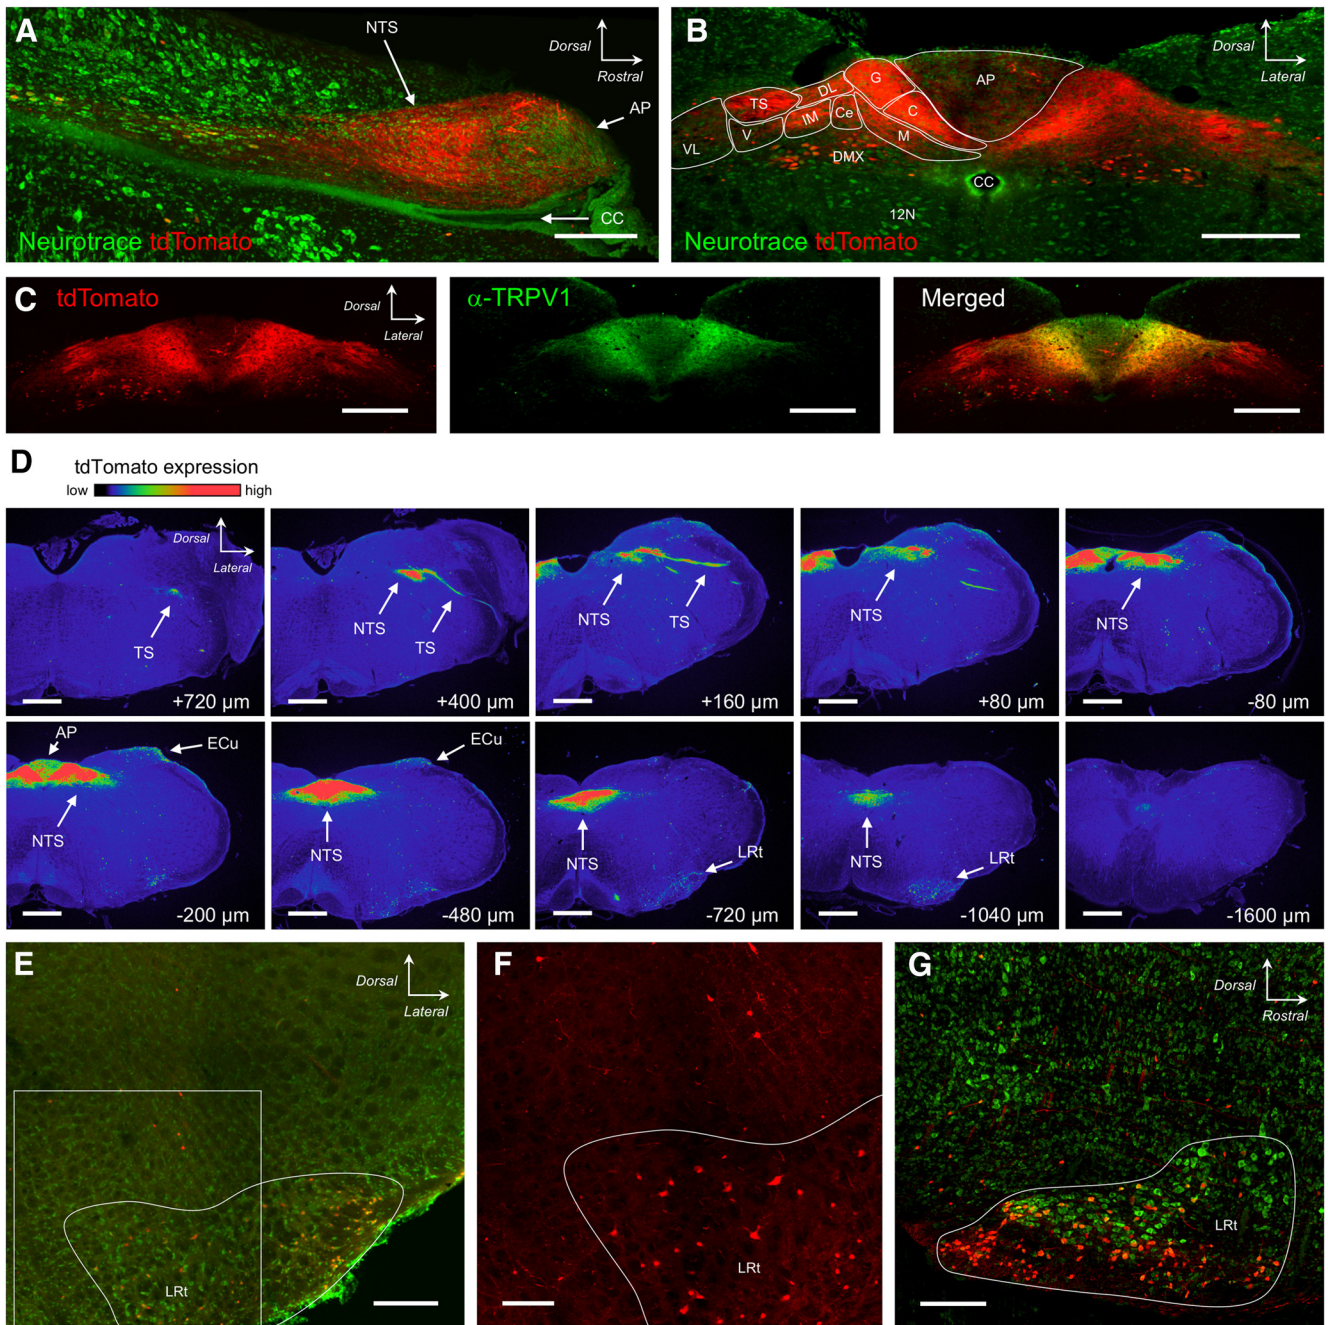 A
NTS
Dorsal
Rostral
AP
CC
Neurotrace tdTomato
B
Dorsal
Lateral
AP
G
DL
TS
C
IM
Ce
V
M
VL
DMX
CC
12N
Neurotrace tdTomato
C
tdTomato
Dorsal
Lateral
α-TRPV1
Merged
D
tdTomato expression
low
high
Dorsal
Lateral
TS
+720 µm
NTS
TS
+400 µm
NTS
TS
+160 µm
NTS
+80 µm
NTS
-80 µm
AP
ECu
NTS
-200 µm
ECu
NTS
-480 µm
NTS
LRt
-720 µm
NTS
LRt
-1040 µm
-1600 µm
E
Dorsal
Lateral
LRt
F
LRt
G
Dorsal
Rostral
LRt